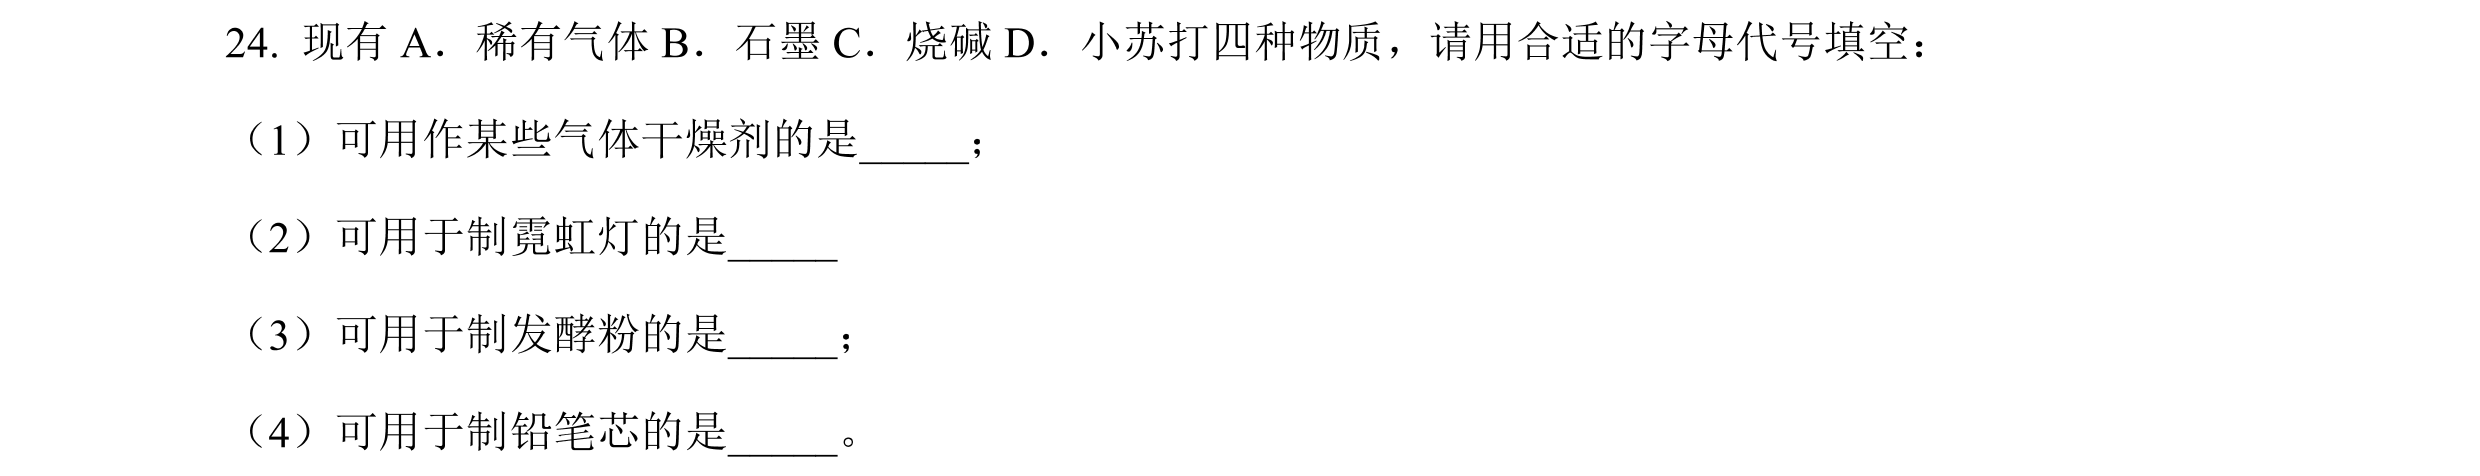 24. 现有 A．稀有气体 B．石墨 C．烧碱 D．小苏打四种物质，请用合适的字母代号填空：
（1）可用作某些气体干燥剂的是_____；
（2）可用于制霓虹灯的是_____
（3）可用于制发酵粉的是_____；
（4）可用于制铅笔芯的是_____。